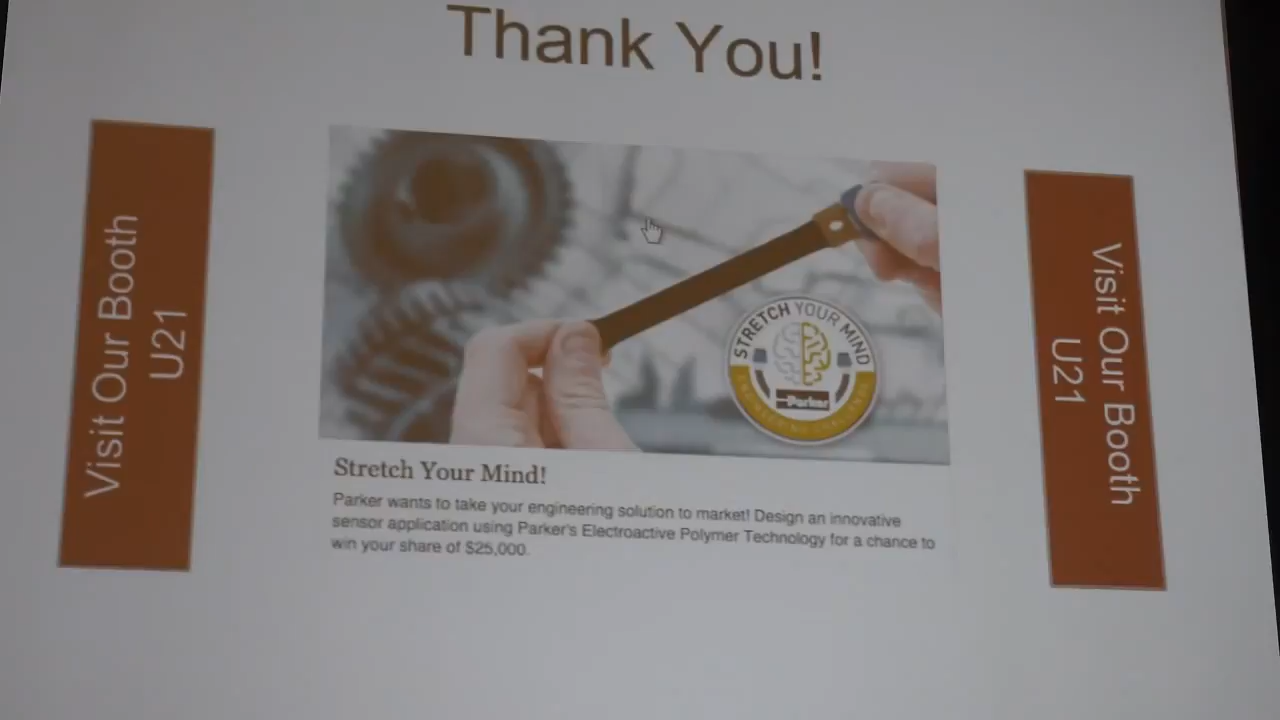 Thank You!
Visit Our Booth
U21
STRETCH YOUR MIND
Parker
Visit Our Booth
U21
Stretch Your Mind!
Parker wants to take your engineering solution to market! Design an innovative
sensor application using Parker's Electroactive Polymer Technology for a chance to
win your share of $25,000.